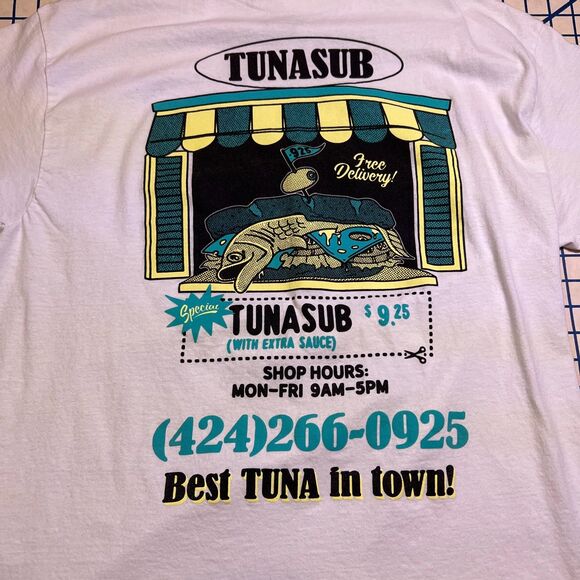 TUNASUB
925
Free
Delivery!
Special
TUNASUB $9.25
(WITH EXTRA SAUCE)
SHOP HOURS:
MON-FRI 9AM-5PM
(424)266-0925
Best TUNA in town!